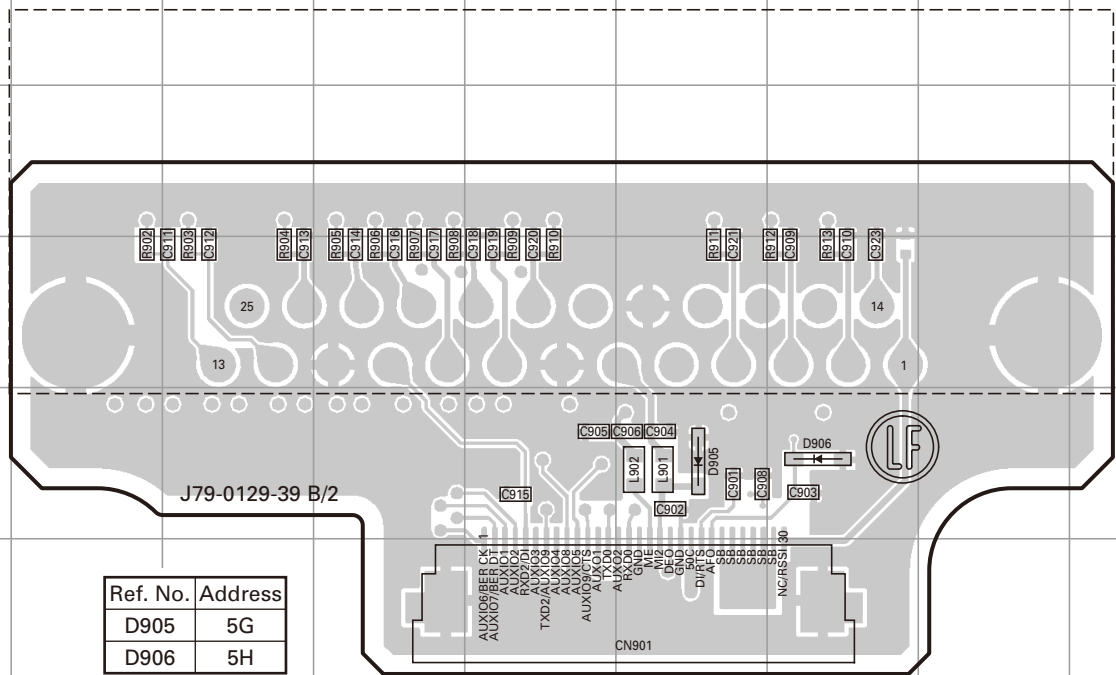 R902 C911 R903 C912 R904 C913 R905 C914 R906 C916 R907 C917 R908 C918 C919 R909 C920 R910 R911 C921 R912 C909 R913 C910 C923
25 14
13 1
C905 C906 C904
L902 L901 D905 D906 LF
C901 C908 C903
J79-0129-39 B/2
C915
C902
AUXIO6/BER CK 1
AUXIO7/BER DT
AUXIO1
AUXIO2
RXD2/DI
AUXIO3
TXD2/AUXIO9
AUXIO4
AUXIO8
AUXIO5
AUXIO9/CTS
AUXO1
TXD0
AUXO2
RXD0
GND
ME
MI2
DEO
GND
50C
DI/RTS
AFO
SB
SB
SB
SB
SB
SB
NC/RSSI 30
CN901
Ref. No. Address
D905 5G
D906 5H